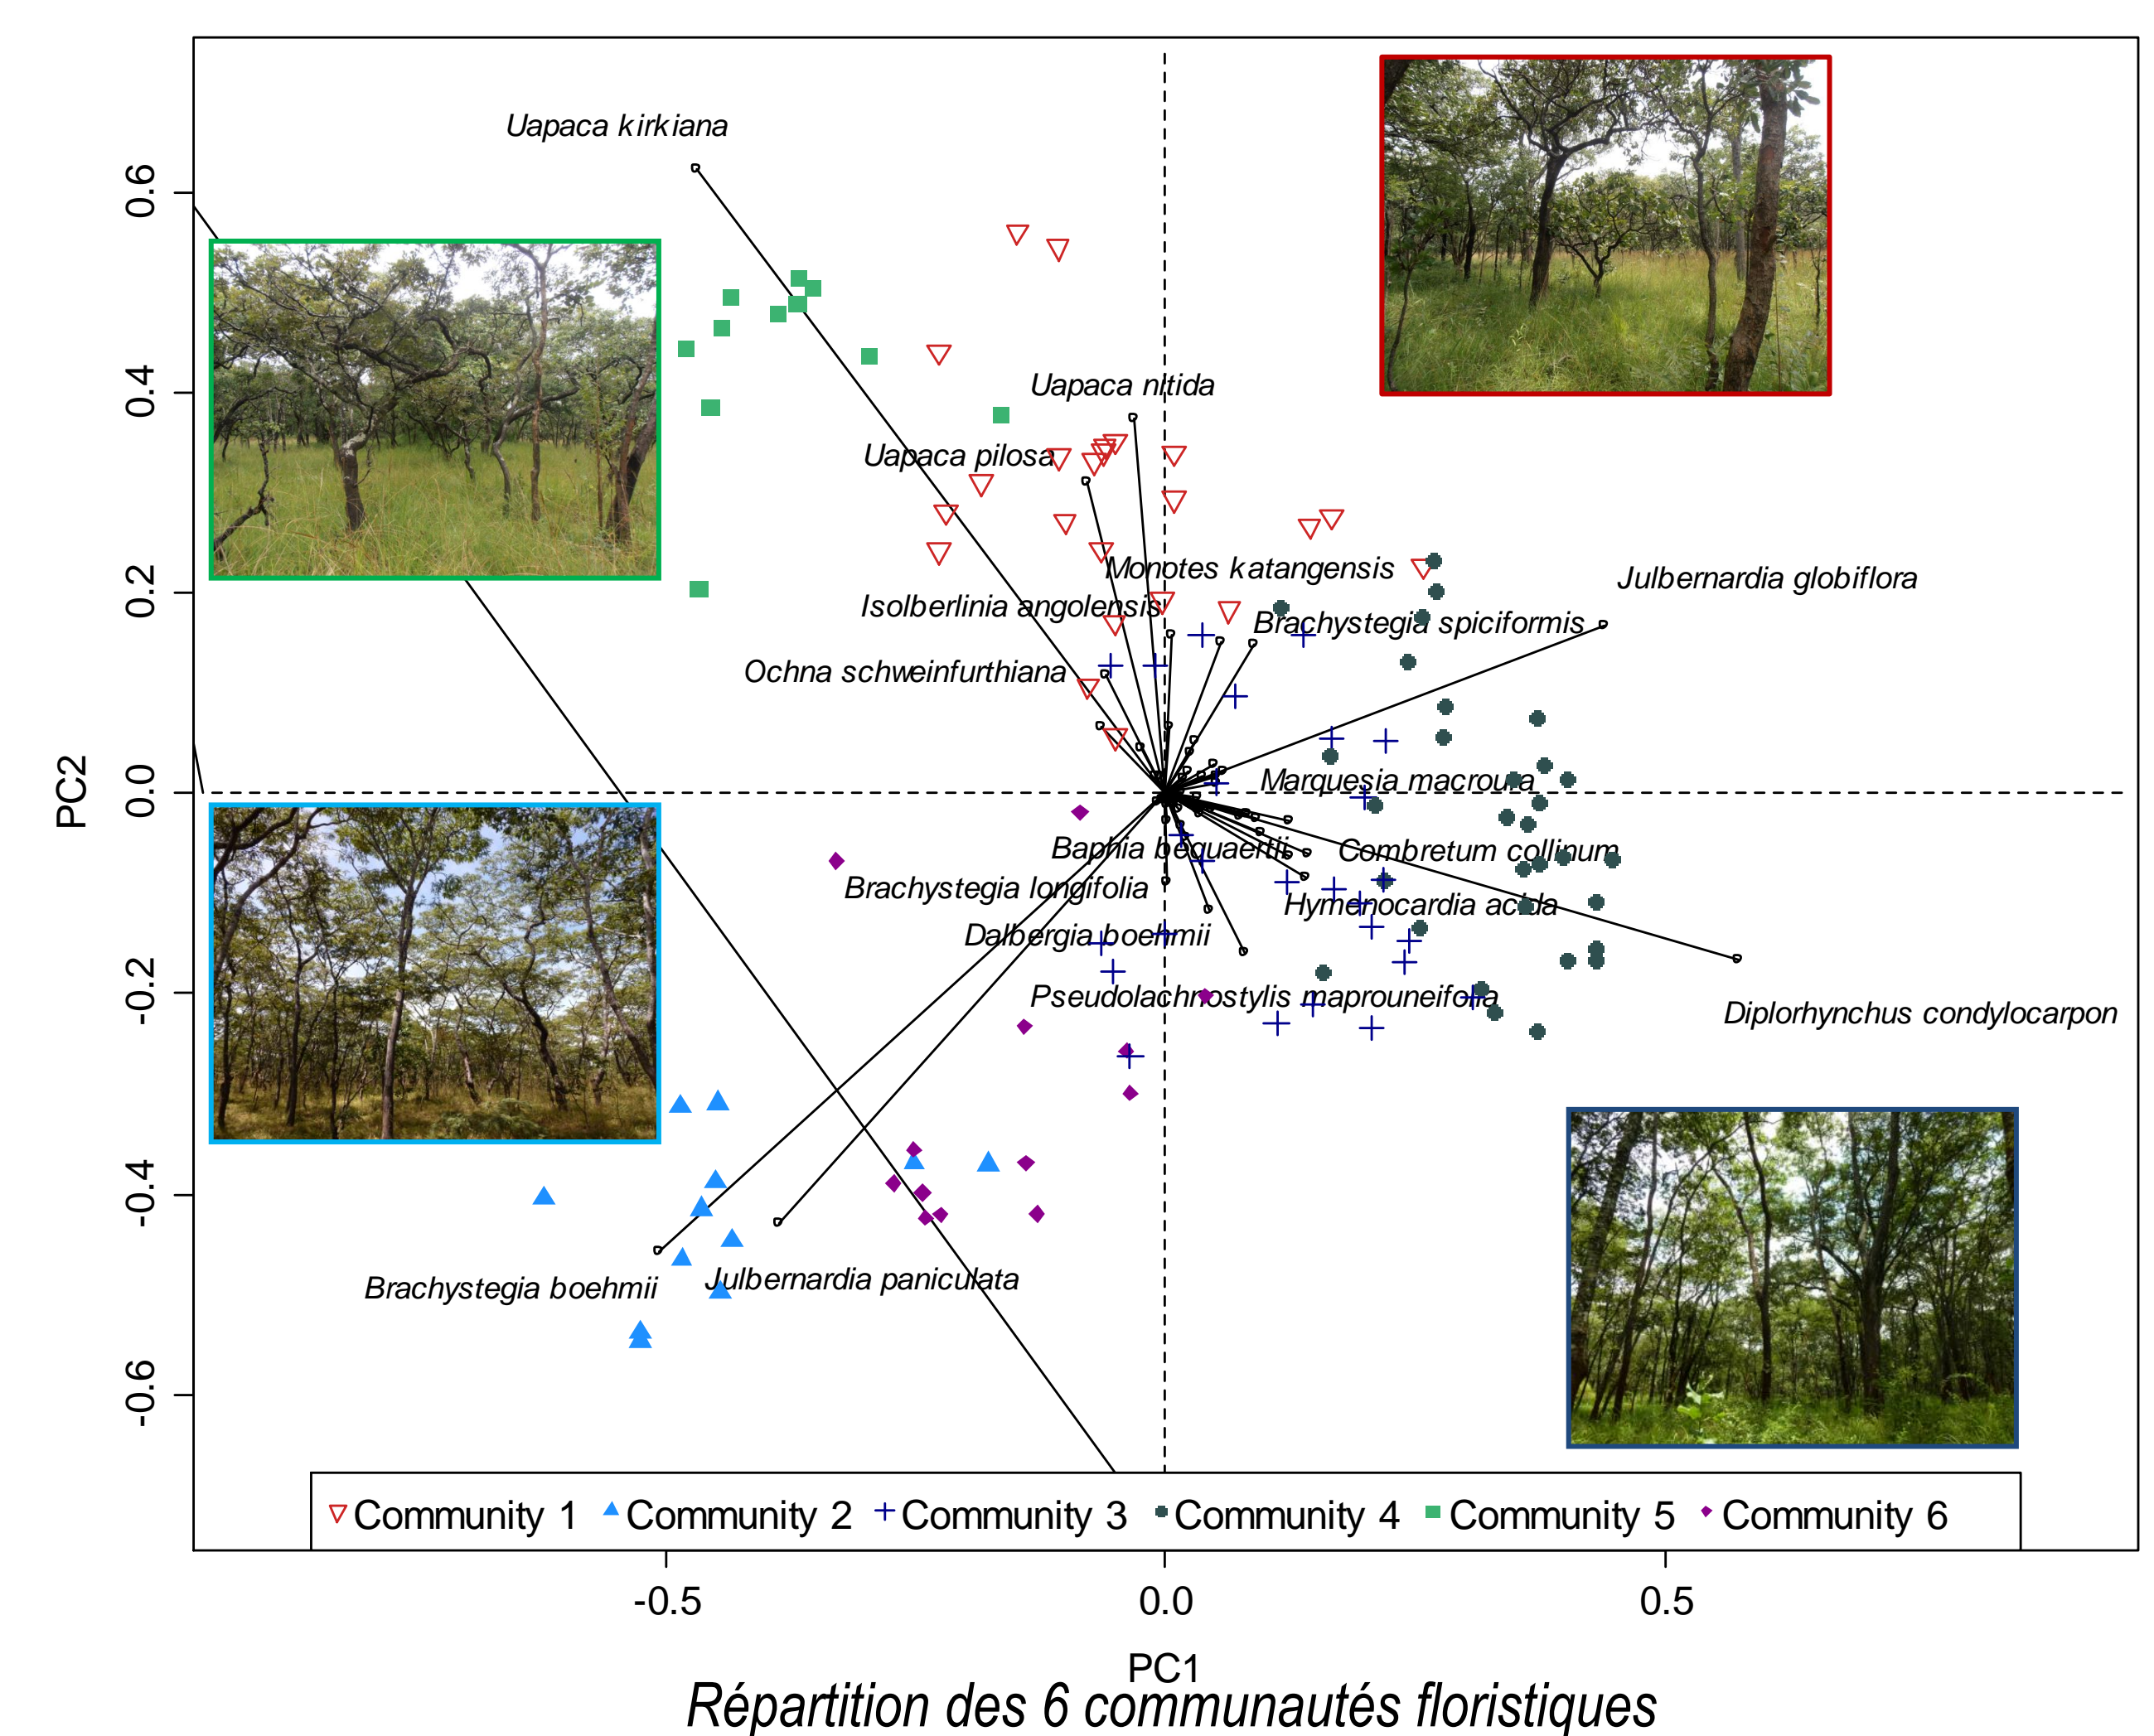 Uapaca kirkiana
0.6
Uapaca nitida
0.4
Uapaca pilosa
Monotes katangensis
Julbernardia globiflora
0.2
Isolberlinia angolensis
Brachystegia spiciformis
Ochna schweinfurthiana
PC2
0.0
Marquesia macroura
Baphia bequaertii
Combretum collinum
Brachystegia longifolia
Hymenocardia acida
Dalbergia boehmii
-0.2
Pseudolachnostylis maprouneifolia
Diplorhynchus condylocarpon
-0.4
Brachystegia boehmii
Julbernardia paniculata
-0.6
Community 1 Community 2 Community 3 Community 4 Community 5 Community 6
-0.5 0.0 0.5
PC1
Répartition des 6 communautés floristiques